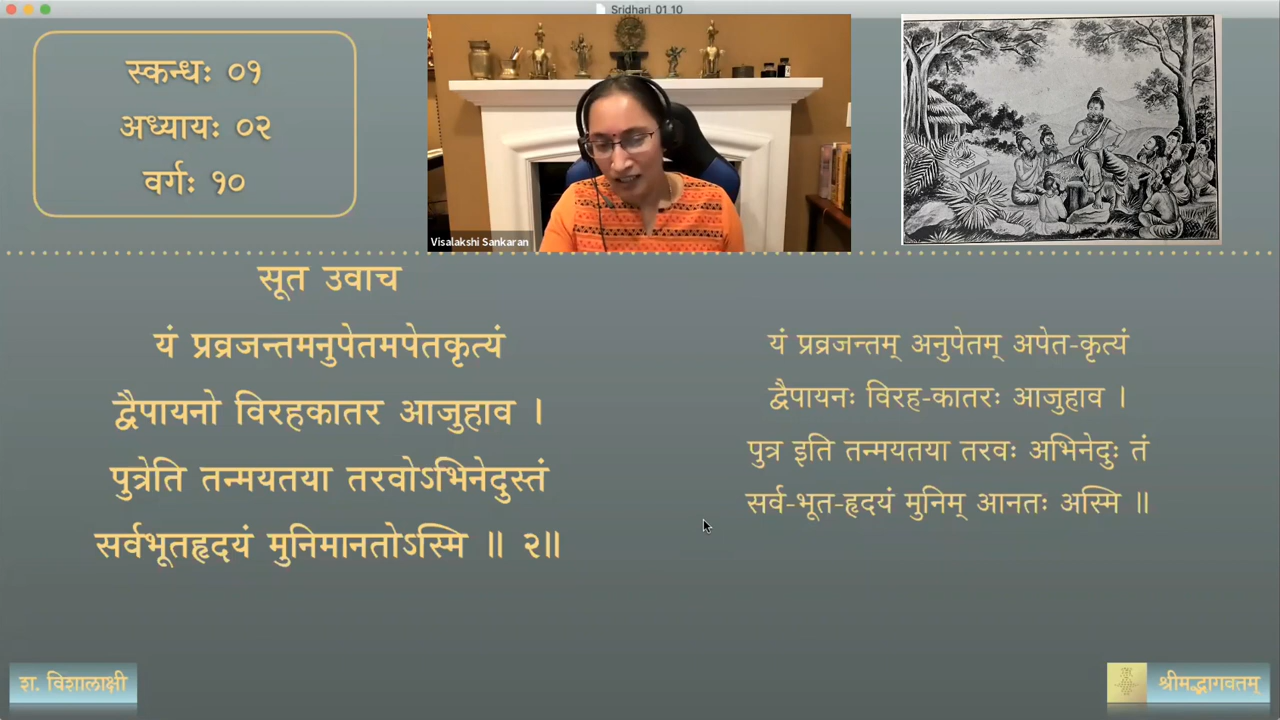 Sridhari_01_10
स्कन्धः ०१
अध्यायः ०२
वर्गः १०
Visalakshi Sankaran
सूत उवाच
यं प्रव्रजन्तमनुपेतमपेतकृत्यं
द्वैपायनो विरहकातर आजुहाव ।
पुत्रेति तन्मयतया तरवोऽभिनेदुस्तं
सर्वभूतहृदयं मुनिमानतोऽस्मि ॥ २॥
यं प्रव्रजन्तम् अनुपेतम् अपेत-कृत्यं
द्वैपायनः विरह-कातरः आजुहाव ।
पुत्र इति तन्मयतया तरवः अभिनेदुः तं
सर्व-भूत-हृदयं मुनिम् आनतः अस्मि ॥
श. विशालाक्षी
श्रीमद्भागवतम्